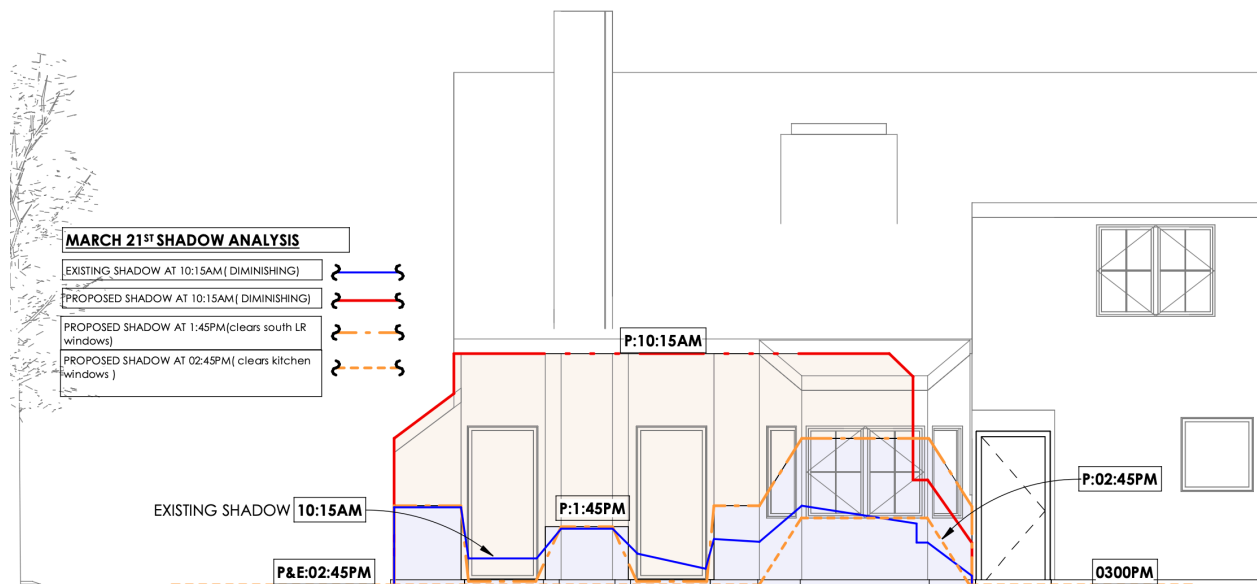 MARCH 21ST SHADOW ANALYSIS
EXISTING SHADOW AT 10:15AM( DIMINISHING)
PROPOSED SHADOW AT 10:15AM( DIMINISHING)
PROPOSED SHADOW AT 1:45PM(clears south LR
windows)
PROPOSED SHADOW AT 02:45PM( clears kitchen
windows )
P:10:15AM
P:02:45PM
EXISTING SHADOW 10:15AM
P:1:45PM
P&E:02:45PM
0300PM